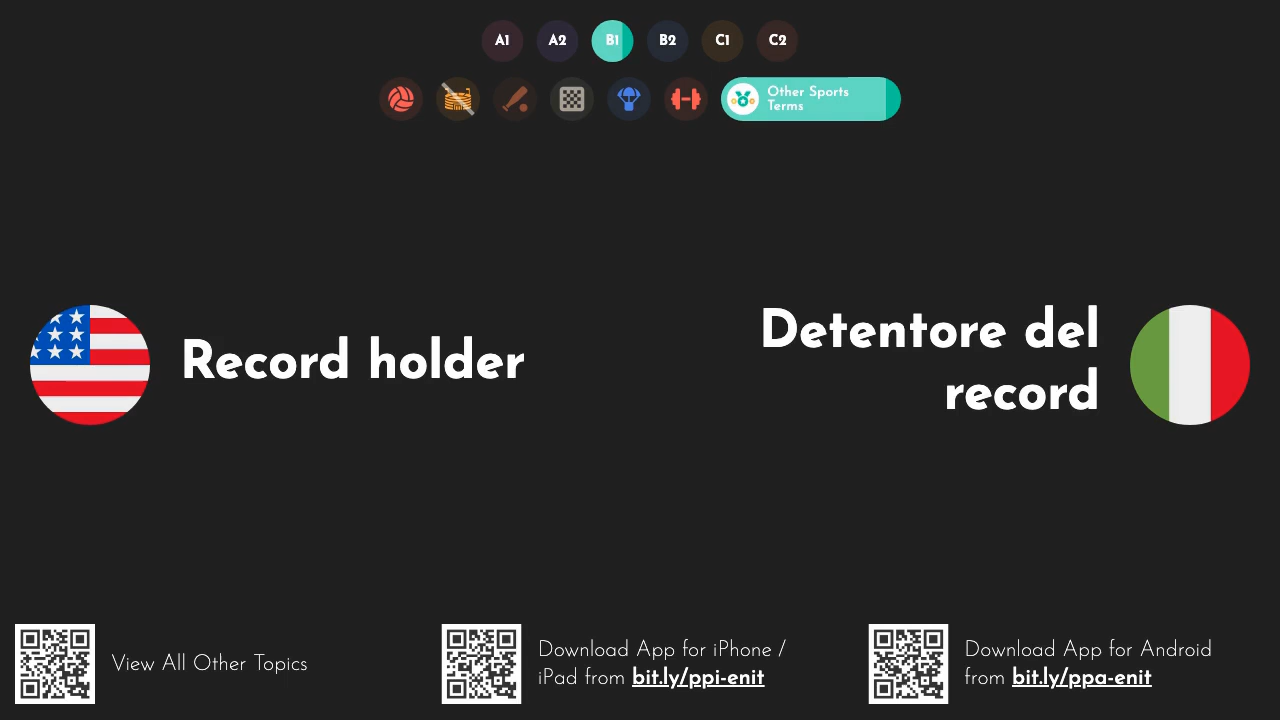 A1 A2 B1 B2 C1 C2
Other Sports
Terms
Record holder
Detentore del
record
View All Other Topics
Download App for iPhone /
iPad from bit.ly/ppi-enit
Download App for Android
from bit.ly/ppa-enit